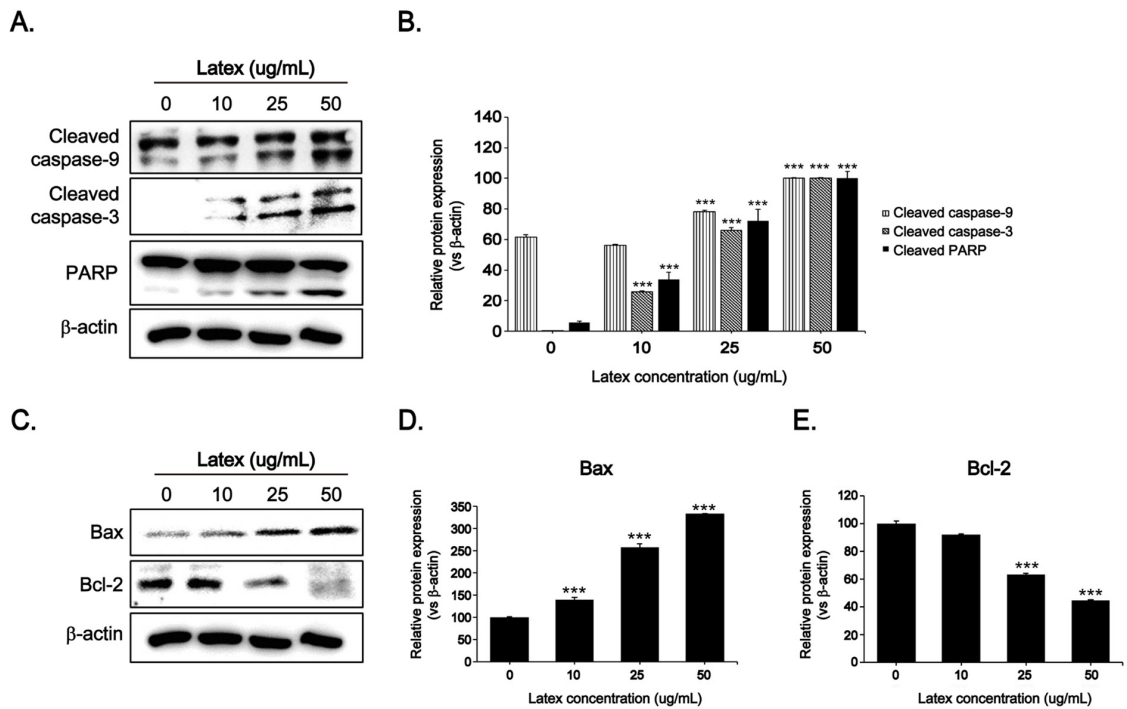 A.
Latex (ug/mL)
0 10 25 50
Cleaved
caspase-9
Cleaved
caspase-3
PARP
β-actin
B.
Relative protein expression
(vs β-actin)
140
120
100
80
60
40
20
0
*** *** ***
*** *** ***
*** ***
0 10 25 50
Latex concentration (ug/mL)
Cleaved caspase-9
Cleaved caspase-3
Cleaved PARP
C.
Latex (ug/mL)
0 10 25 50
Bax
Bcl-2
β-actin
D.
Bax
Relative protein expression
(vs β-actin)
350
300
250
200
150
100
50
0
*** *** ***
0 10 25 50
Latex concentration (ug/mL)
E.
Bcl-2
Relative protein expression
(vs β-actin)
120
100
80
60
40
20
0
*** ***
0 10 25 50
Latex concentration (ug/mL)